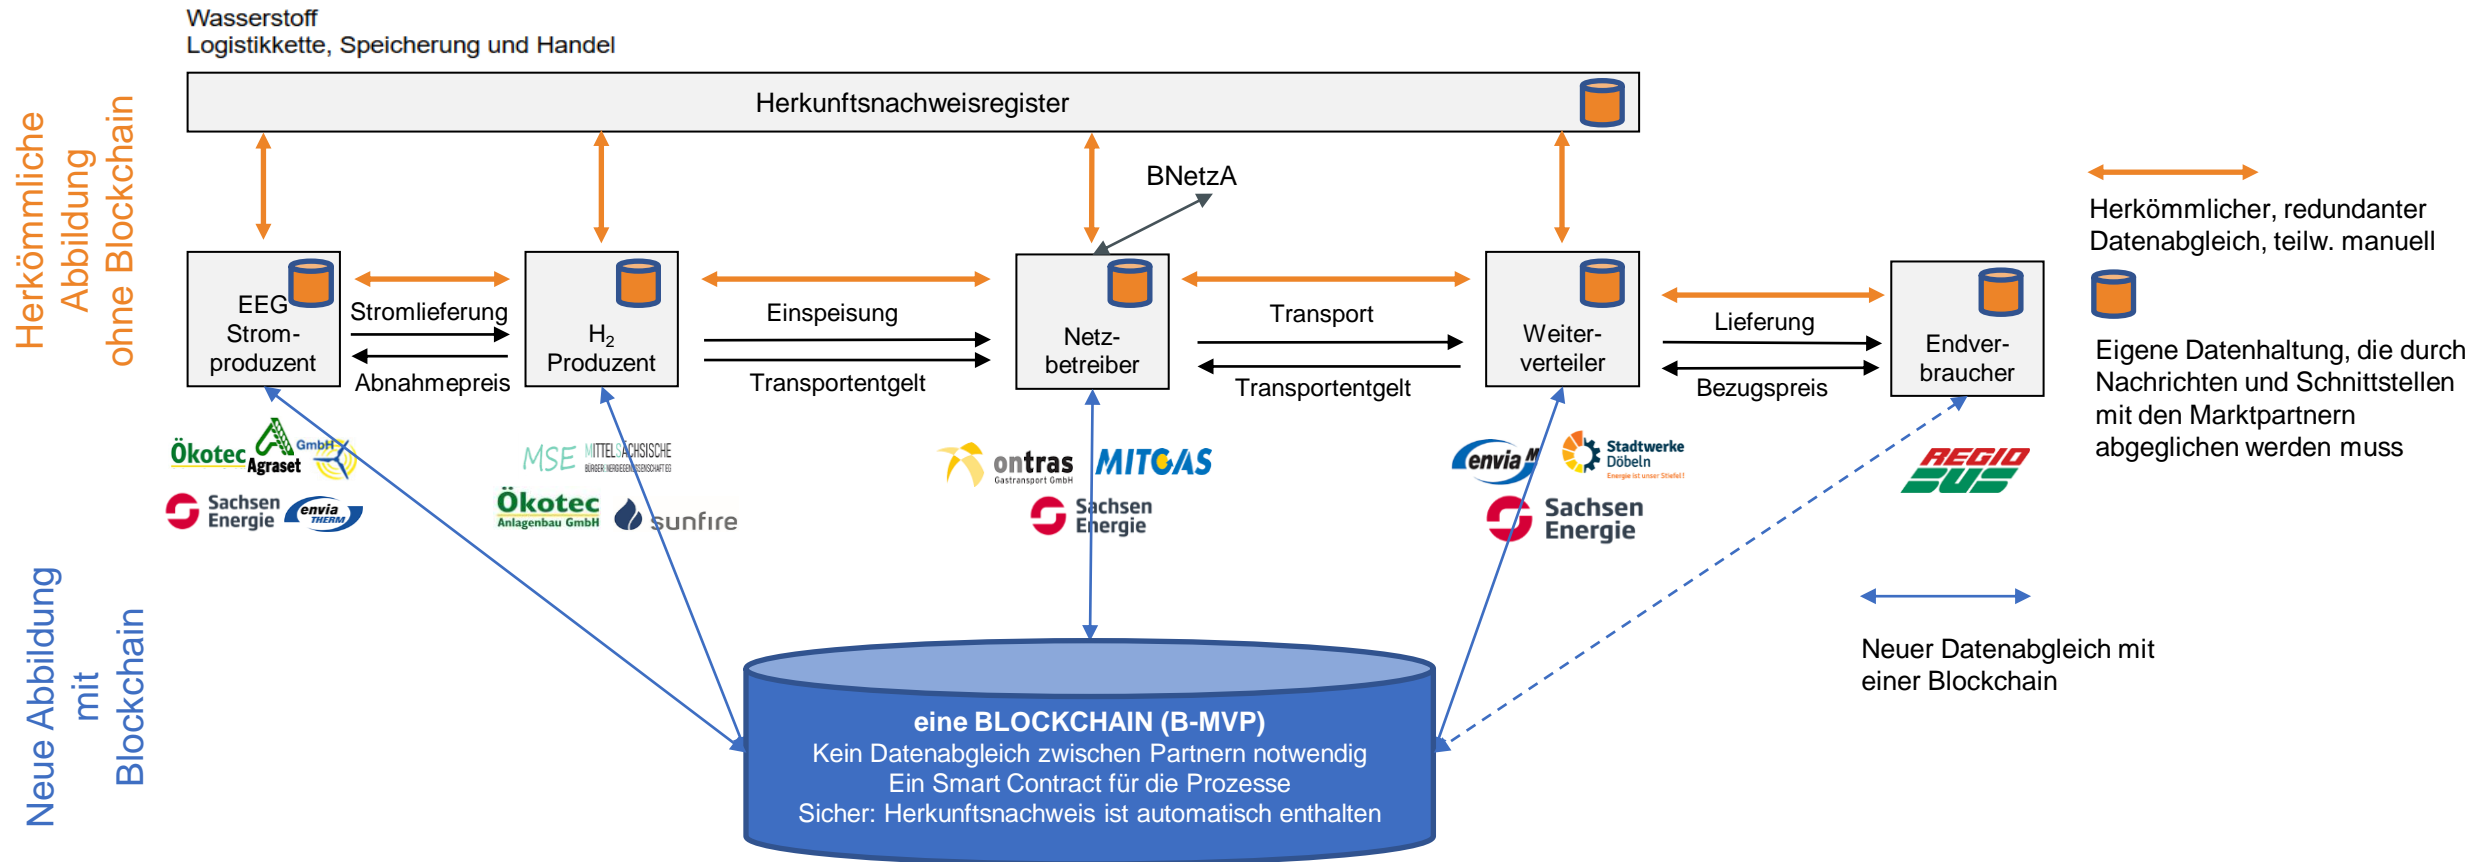 Wasserstoff
Logistikkette, Speicherung und Handel
Herkömmliche
Abbildung
ohne Blockchain
Herkunftsnachweisregister
BNetzA
EEG
Strom-
produzent
Stromlieferung
Abnahmepreis
H₂
Produzent
Einspeisung
Transportentgelt
Netz-
betreiber
Transport
Transportentgelt
Weiter-
verteiler
Lieferung
Bezugspreis
Endver-
braucher
Herkömmlicher, redundanter
Datenabgleich, teilw. manuell
Eigene Datenhaltung, die durch
Nachrichten und Schnittstellen
mit den Marktpartnern
abgeglichen werden muss
Ökotec
Agraset
GmbH
Sachsen
Energie
envia
THERM
MSE
MITTELSÄCHSISCHE
Ökotec
Anlagenbau GmbH
sunfire
ontras
Gastransport GmbH
MITGAS
Sachsen
Energie
envia M
Stadtwerke
Döbeln
Energie ist unser Stiefel!
Sachsen
Energie
REGIO
BUS
Neue Abbildung
mit
Blockchain
eine BLOCKCHAIN (B-MVP)
Kein Datenabgleich zwischen Partnern notwendig
Ein Smart Contract für die Prozesse
Sicher: Herkunftsnachweis ist automatisch enthalten
Neuer Datenabgleich mit
einer Blockchain